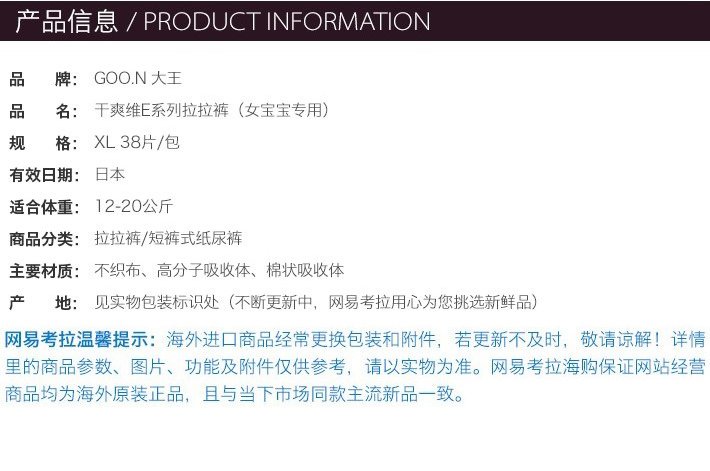 产品信息 / PRODUCT INFORMATION
品 牌： GOO.N 大王
品 名： 干爽维E系列拉拉裤（女宝宝专用）
规 格： XL 38片/包
有效日期： 日本
适合体重： 12-20公斤
商品分类： 拉拉裤/短裤式纸尿裤
主要材质： 不织布、高分子吸收体、棉状吸收体
产 地： 见实物包装标识处（不断更新中，网易考拉用心为您挑选新鲜品）
网易考拉温馨提示：海外进口商品经常更换包装和附件，若更新不及时，敬请谅解！详情
里的商品参数、图片、功能及附件仅供参考，请以实物为准。网易考拉海购保证网站经营
商品均为海外原装正品，且与当下市场同款主流新品一致。